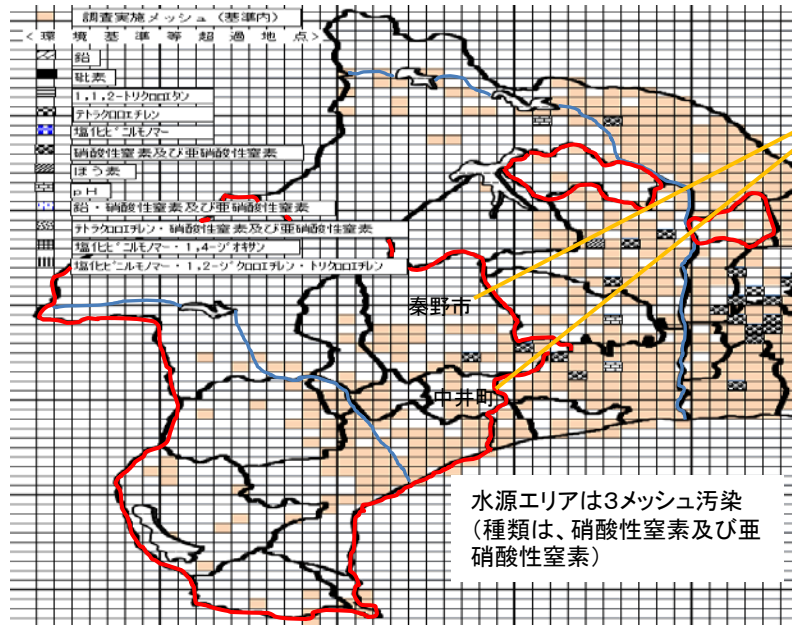 調査実施メッシュ（基準内）
＜環境基準等超過地点＞
鉛
砒素
1,1,2-トリクロロエタン
テトラクロロエチレン
塩化ビニルモノマー
硝酸性窒素及び亜硝酸性窒素
ほう素
pH
鉛・硝酸性窒素及び亜硝酸性窒素
テトラクロロエチレン・硝酸性窒素及び亜硝酸性窒素
塩化ビニルモノマー・1,4-ジオキサン
塩化ビニルモノマー・1,2-ジクロロエチレン・トリクロロエチレン
秦野市
中井町
水源エリアは3メッシュ汚染
（種類は、硝酸性窒素及び亜
硝酸性窒素）